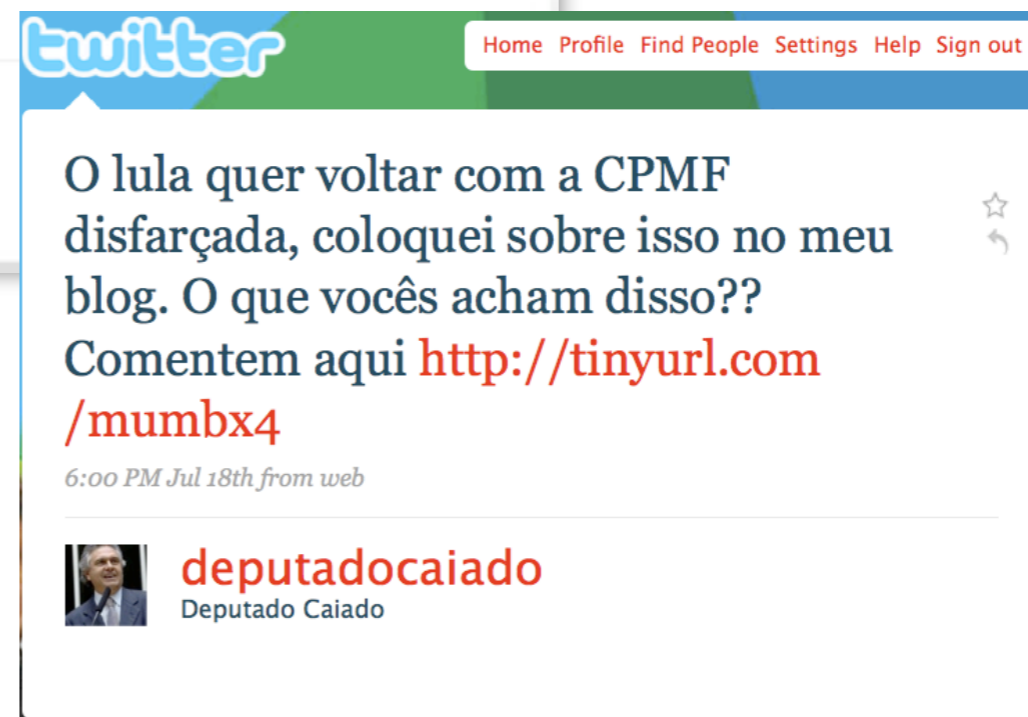 twitter
Home Profile Find People Settings Help Sign out
O lula quer voltar com a CPMF
disfarçada, coloquei sobre isso no meu
blog. O que vocês acham disso??
Comentem aqui http://tinyurl.com
/mumbx4
6:00 PM Jul 18th from web
deputadocaiado
Deputado Caiado